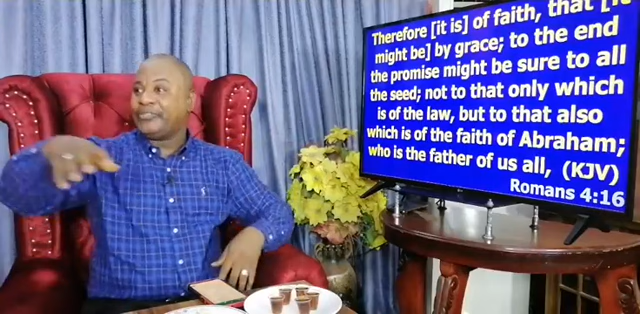 Therefore [it is] of faith, that [it
might be] by grace; to the end
the promise might be sure to all
the seed; not to that only which
is of the law, but to that also
which is of the faith of Abraham;
who is the father of us all, (KJV)
Romans 4:16